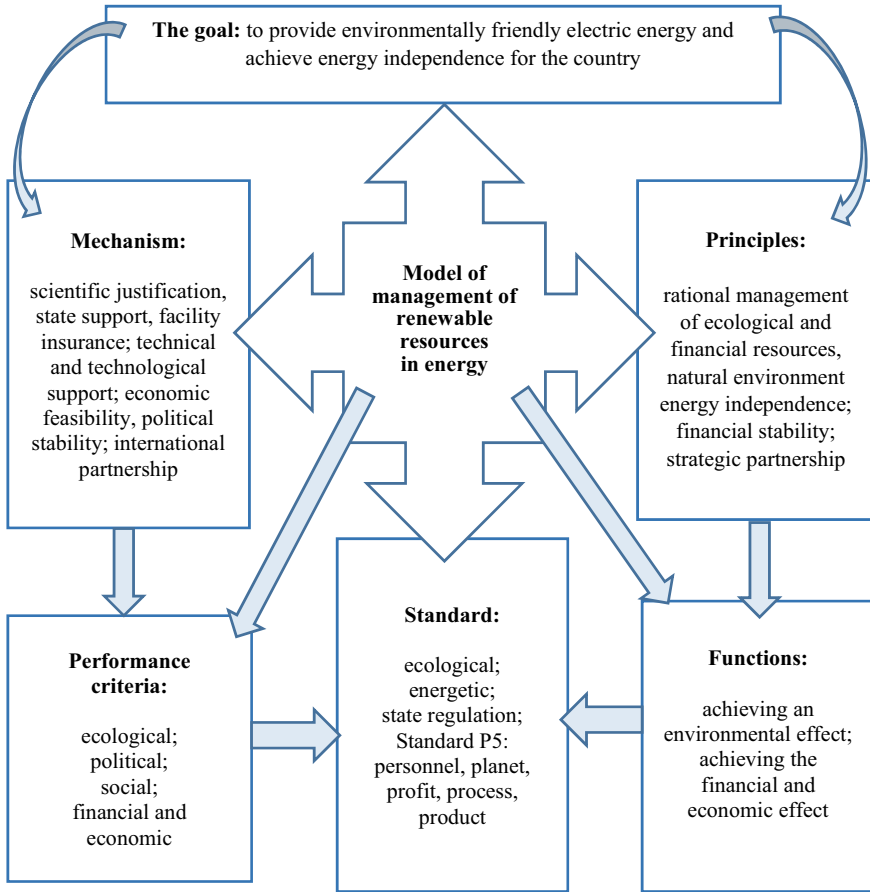 The goal: to provide environmentally friendly electric energy and
achieve energy independence for the country
Mechanism:
scientific justification,
state support, facility
insurance; technical
and technological
support; economic
feasibility, political
stability; international
partnership
Model of
management of
renewable
resources
in energy
Principles:
rational management
of ecological and
financial resources,
natural environment
energy independence;
financial stability;
strategic partnership
Performance
criteria:
ecological;
political;
social;
financial and
economic
Standard:
ecological;
energetic;
state regulation;
Standard P5:
personnel, planet,
profit, process,
product
Functions:
achieving an
environmental effect;
achieving the
financial and
economic effect